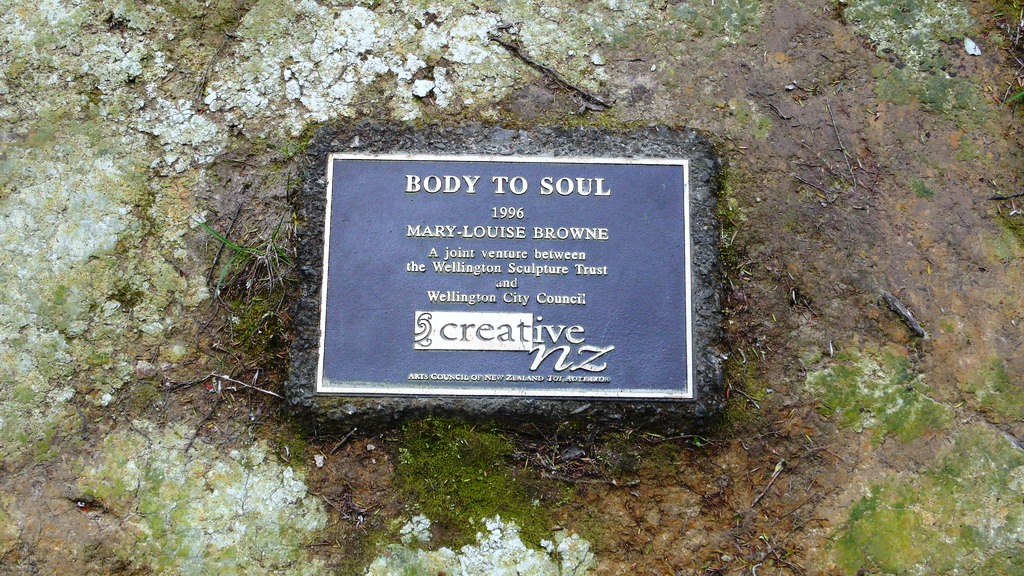 BODY TO SOUL
1996
MARY-LOUISE BROWNE
A joint venture between
the Wellington Sculpture Trust
and
Wellington City Council
creative
nz
ARTS COUNCIL OF NEW ZEALAND TOI AOTEAROA